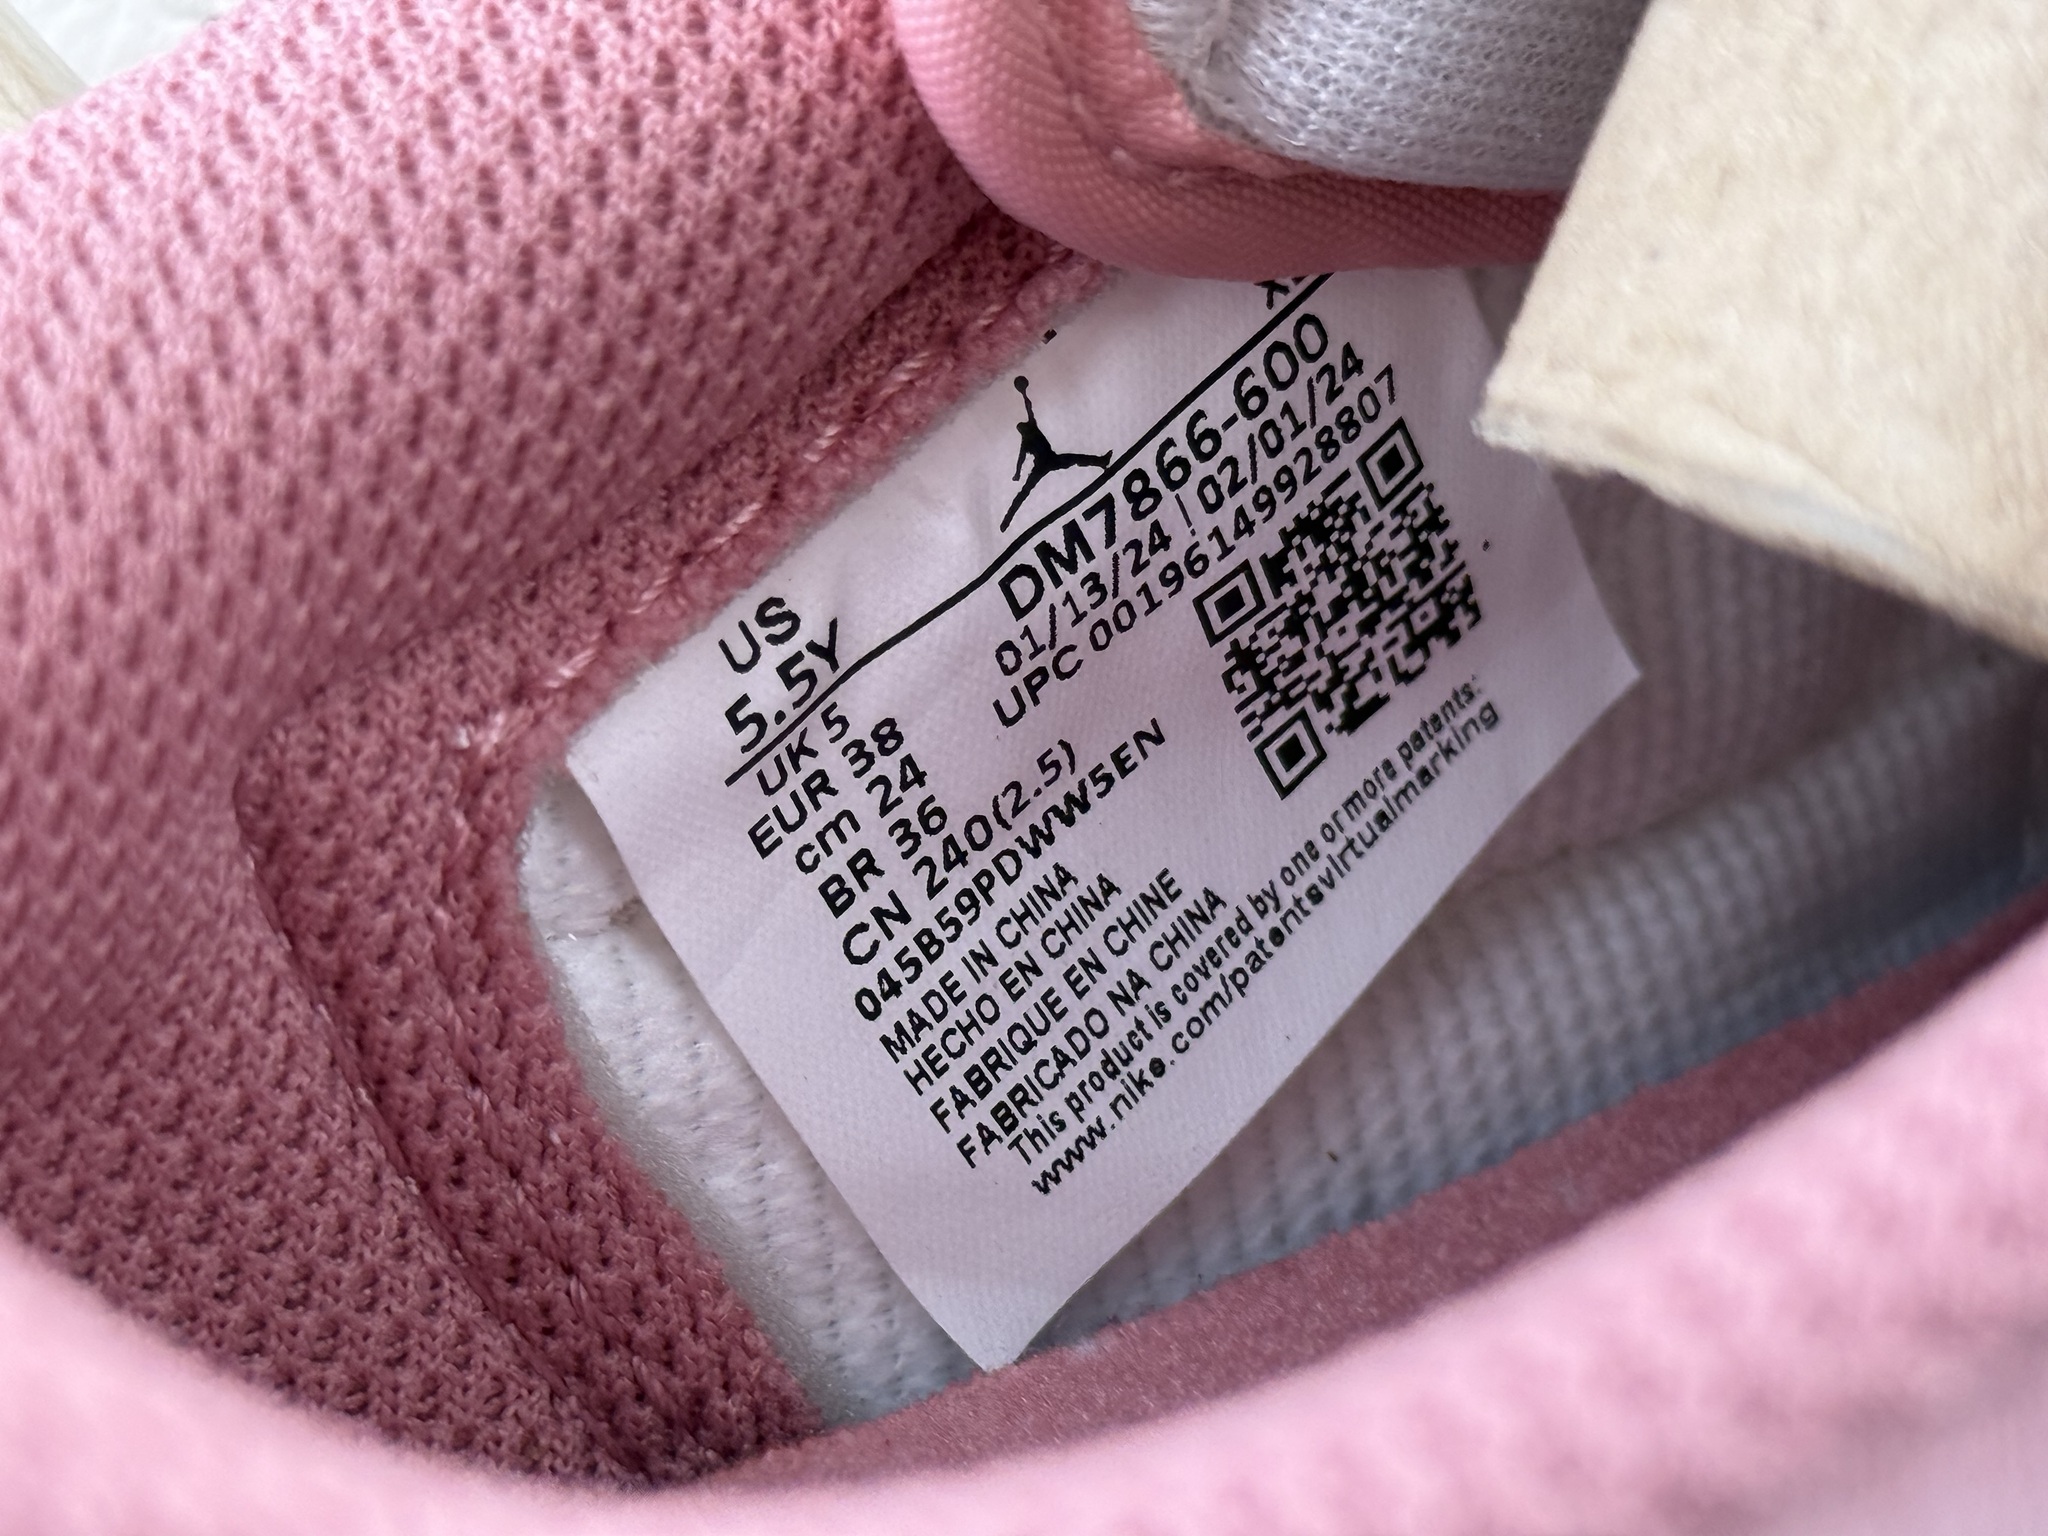 US
5.5Y
UK 5
EUR 38
cm 24
BR 36
CN 240(2.5)
045B59PDWW5EN
MADE IN CHINA
HECHO EN CHINA
FABRIQUE EN CHINE
FABRICADO NA CHINA
This product is covered by one or more patents:
www.nike.com/patentsvirtualmarking
DM7866-600
01/13/24 | 02/01/24
UPC 00196149928807